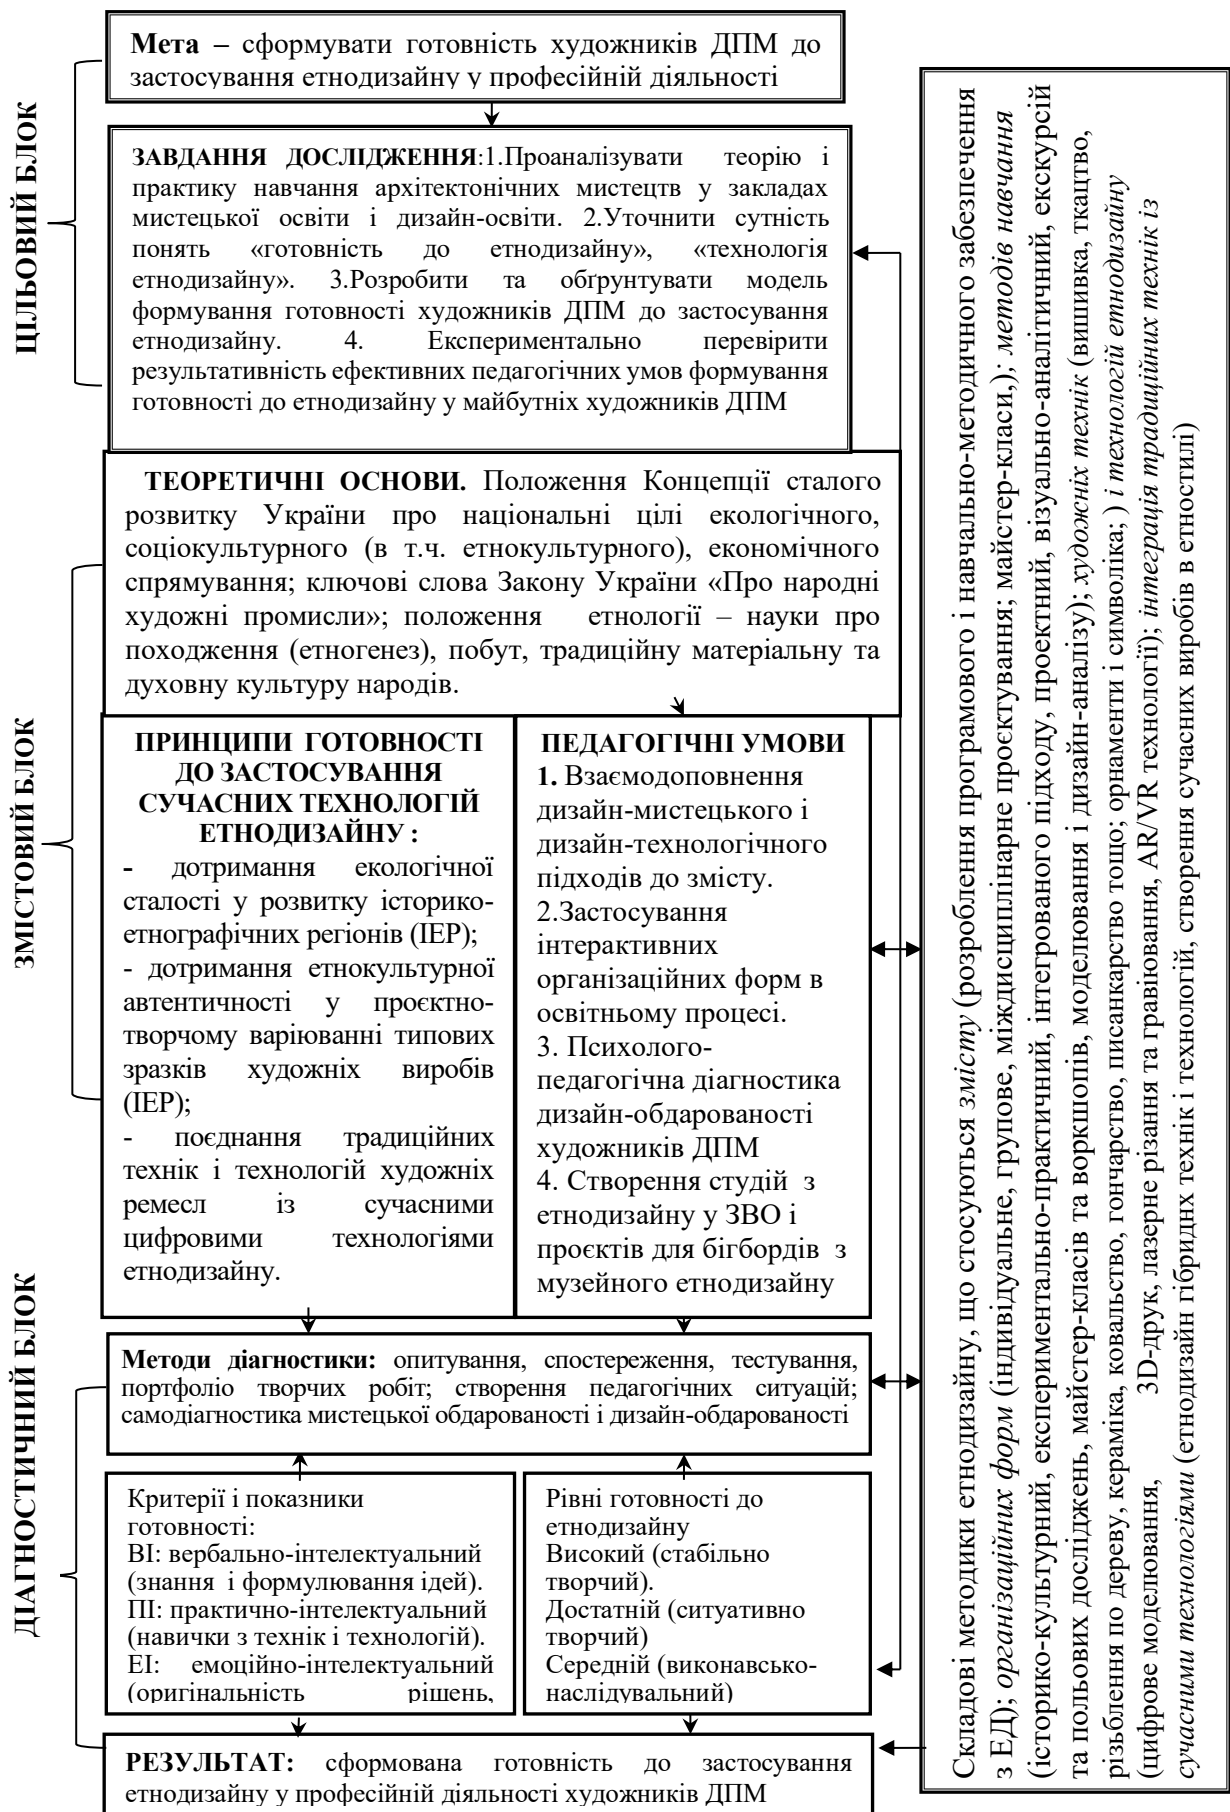 Мета – сформувати готовність художників ДПМ до
застосування етнодизайну у професійній діяльності
ЦІЛЬОВИЙ БЛОК
ЗАВДАННЯ ДОСЛІДЖЕННЯ:1.Проаналізувати теорію і
практику навчання архітектонічних мистецтв у закладах
мистецької освіти і дизайн-освіти. 2.Уточнити сутність
понять «готовність до етнодизайну», «технологія
етнодизайну». 3.Розробити та обґрунтувати модель
формування готовності художників ДПМ до застосування
етнодизайну. 4. Експериментально перевірити
результативність ефективних педагогічних умов формування
готовності до етнодизайну у майбутніх художників ДПМ
ЗМІСТОВИЙ БЛОК
ТЕОРЕТИЧНІ ОСНОВИ. Положення Концепції сталого
розвитку України про національні цілі екологічного,
соціокультурного (в т.ч. етнокультурного), економічного
спрямування; ключові слова Закону України «Про народні
художні промисли»; положення етнології – науки про
походження (етногенез), побут, традиційну матеріальну та
духовну культуру народів.
ПРИНЦИПИ ГОТОВНОСТІ
ДО ЗАСТОСУВАННЯ
СУЧАСНИХ ТЕХНОЛОГІЙ
ЕТНОДИЗАЙНУ :
- дотримання екологічної
сталості у розвитку історико-
етнографічних регіонів (ІЕР);
- дотримання етнокультурної
автентичності у проєктно-
творчому варіюванні типових
зразків художніх виробів
(ІЕР);
- поєднання традиційних
технік і технологій художніх
ремесл із сучасними
цифровими технологіями
етнодизайну.
ПЕДАГОГІЧНІ УМОВИ
1. Взаємодоповнення
дизайн-мистецького і
дизайн-технологічного
підходів до змісту.
2.Застосування
інтерактивних
організаційних форм в
освітньому процесі.
3. Психолого-
педагогічна діагностика
дизайн-обдарованості
художників ДПМ
4. Створення студій з
етнодизайну у ЗВО і
проєктів для бігбордів з
музейного етнодизайну
ДІАГНОСТИЧНИЙ БЛОК
Методи діагностики: опитування, спостереження, тестування,
портфоліо творчих робіт; створення педагогічних ситуацій;
самодіагностика мистецької обдарованості і дизайн-обдарованості
Критерії і показники
готовності:
ВІ: вербально-інтелектуальний
(знання і формулювання ідей).
ПІ: практично-інтелектуальний
(навички з технік і технологій).
ЕІ: емоційно-інтелектуальний
(оригінальність рішень,
Рівні готовності до
етнодизайну
Високий (стабільно
творчий).
Достатній (ситуативно
творчий)
Середній (виконавсько-
наслідувальний)
РЕЗУЛЬТАТ: сформована готовність до застосування
етнодизайну у професійній діяльності художників ДПМ
Складові методики етнодизайну, що стосуються змісту (розроблення програмового і навчально-методичного забезпечення
з ЕД); організаційних форм (індивідуальне, групове, міждисциплінарне проєктування; майстер-класи,); методів навчання
(історико-культурний, експериментально-практичний, інтегрованого підходу, проектний, візуально-аналітичний, екскурсій
та польових досліджень, майстер-класів та воркшопів, моделювання і дизайн-аналізу); художніх технік (вишивка, ткацтво,
різьблення по дереву, кераміка, ковальство, гончарство, писанкарство тощо; орнаменти і символіка; ) і технологій етнодизайну
(цифрове моделювання, 3D-друк, лазерне різання та гравіювання, AR/VR технології); інтеграція традиційних технік із
сучасними технологіями (етнодизайн гібридних технік і технологій, створення сучасних виробів в етностилі)